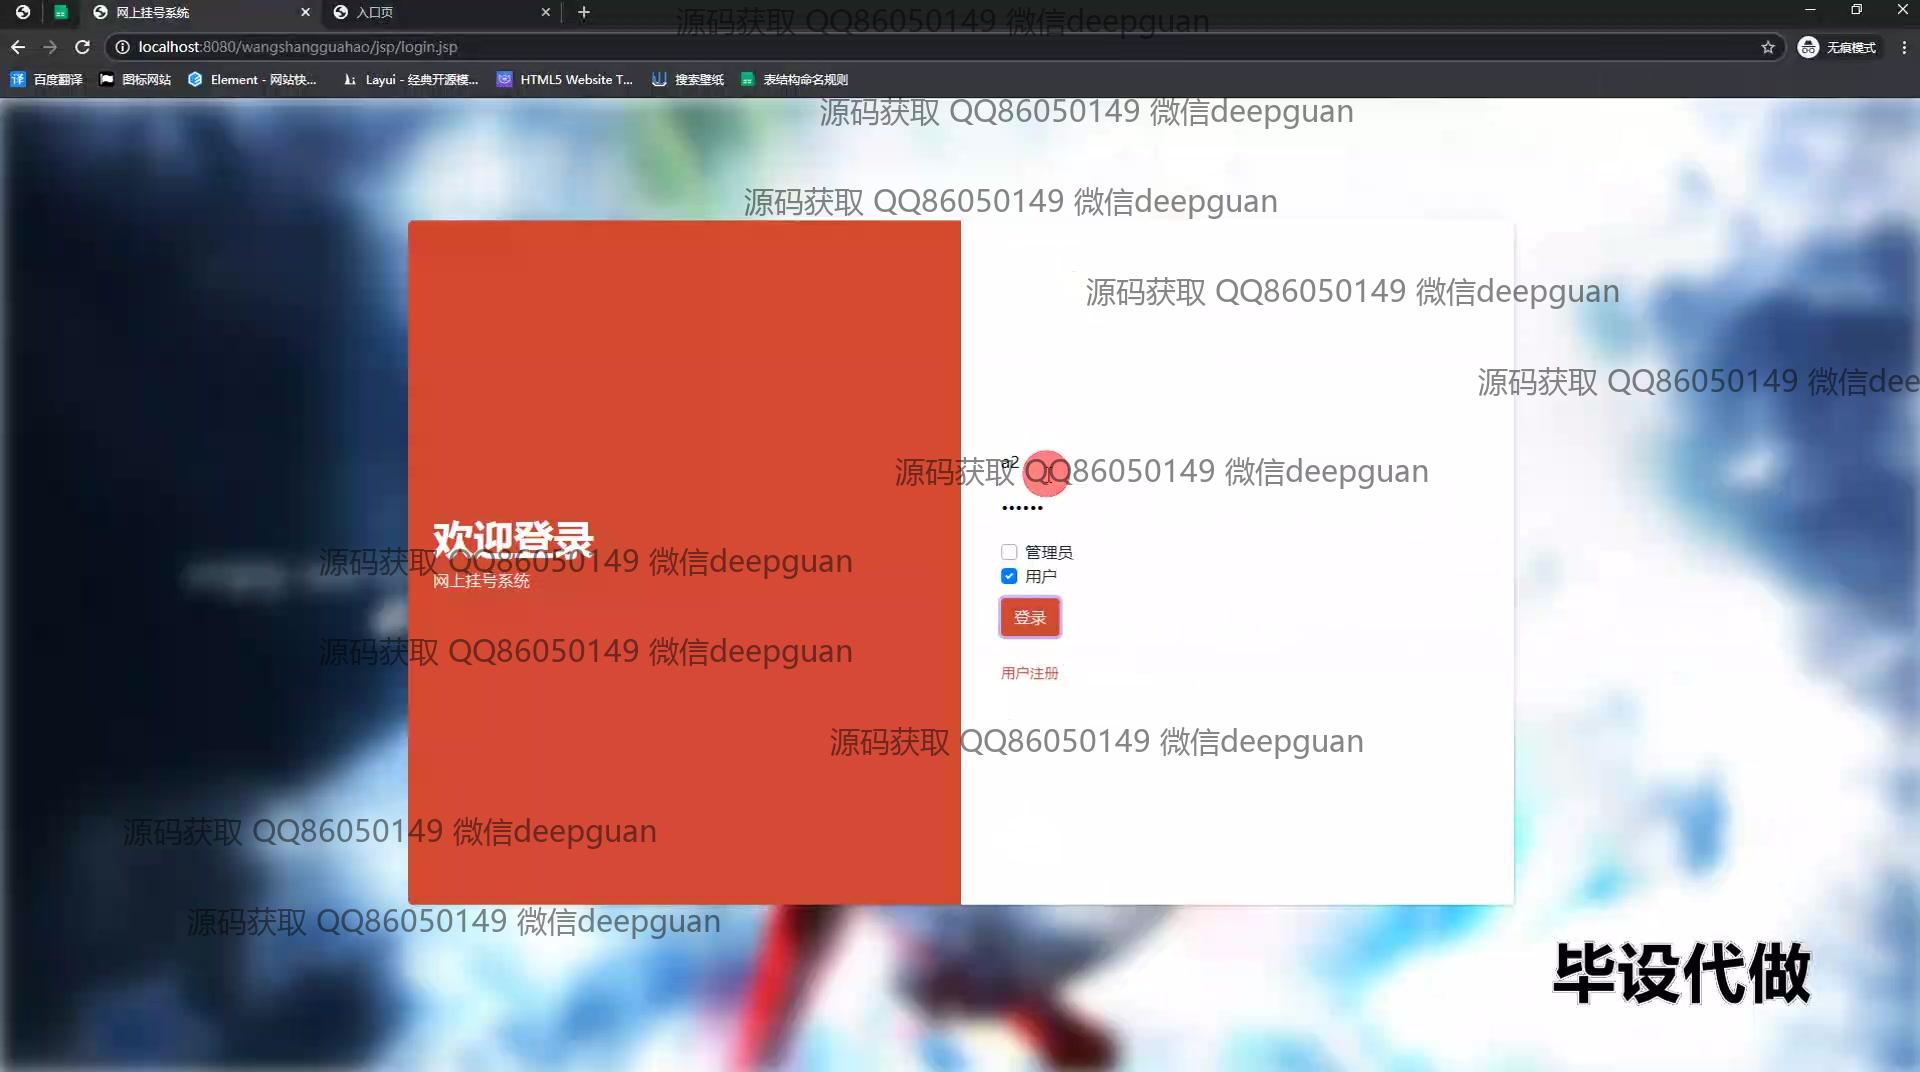 网上挂号系统
入口页
源码获取 QQ86050149 微信deepguan
localhost:8080/wangshangguahao/jsp/login.jsp
无痕模式
百度翻译
图标网站
Element - 网站快...
Layui - 经典开源模...
HTML5 Website T...
搜索壁纸
表结构命名规则
源码获取 QQ86050149 微信deepguan
源码获取 QQ86050149 微信deepguan
源码获取 QQ86050149 微信deepguan
源码获取 QQ86050149 微信dee
a2
源码获取 QQ86050149 微信deepguan
••••••
欢迎登录
管理员
源码获取 QQ86050149 微信deepguan
网上挂号系统
用户
登录
源码获取 QQ86050149 微信deepguan
用户注册
源码获取 QQ86050149 微信deepguan
源码获取 QQ86050149 微信deepguan
源码获取 QQ86050149 微信deepguan
毕设代做